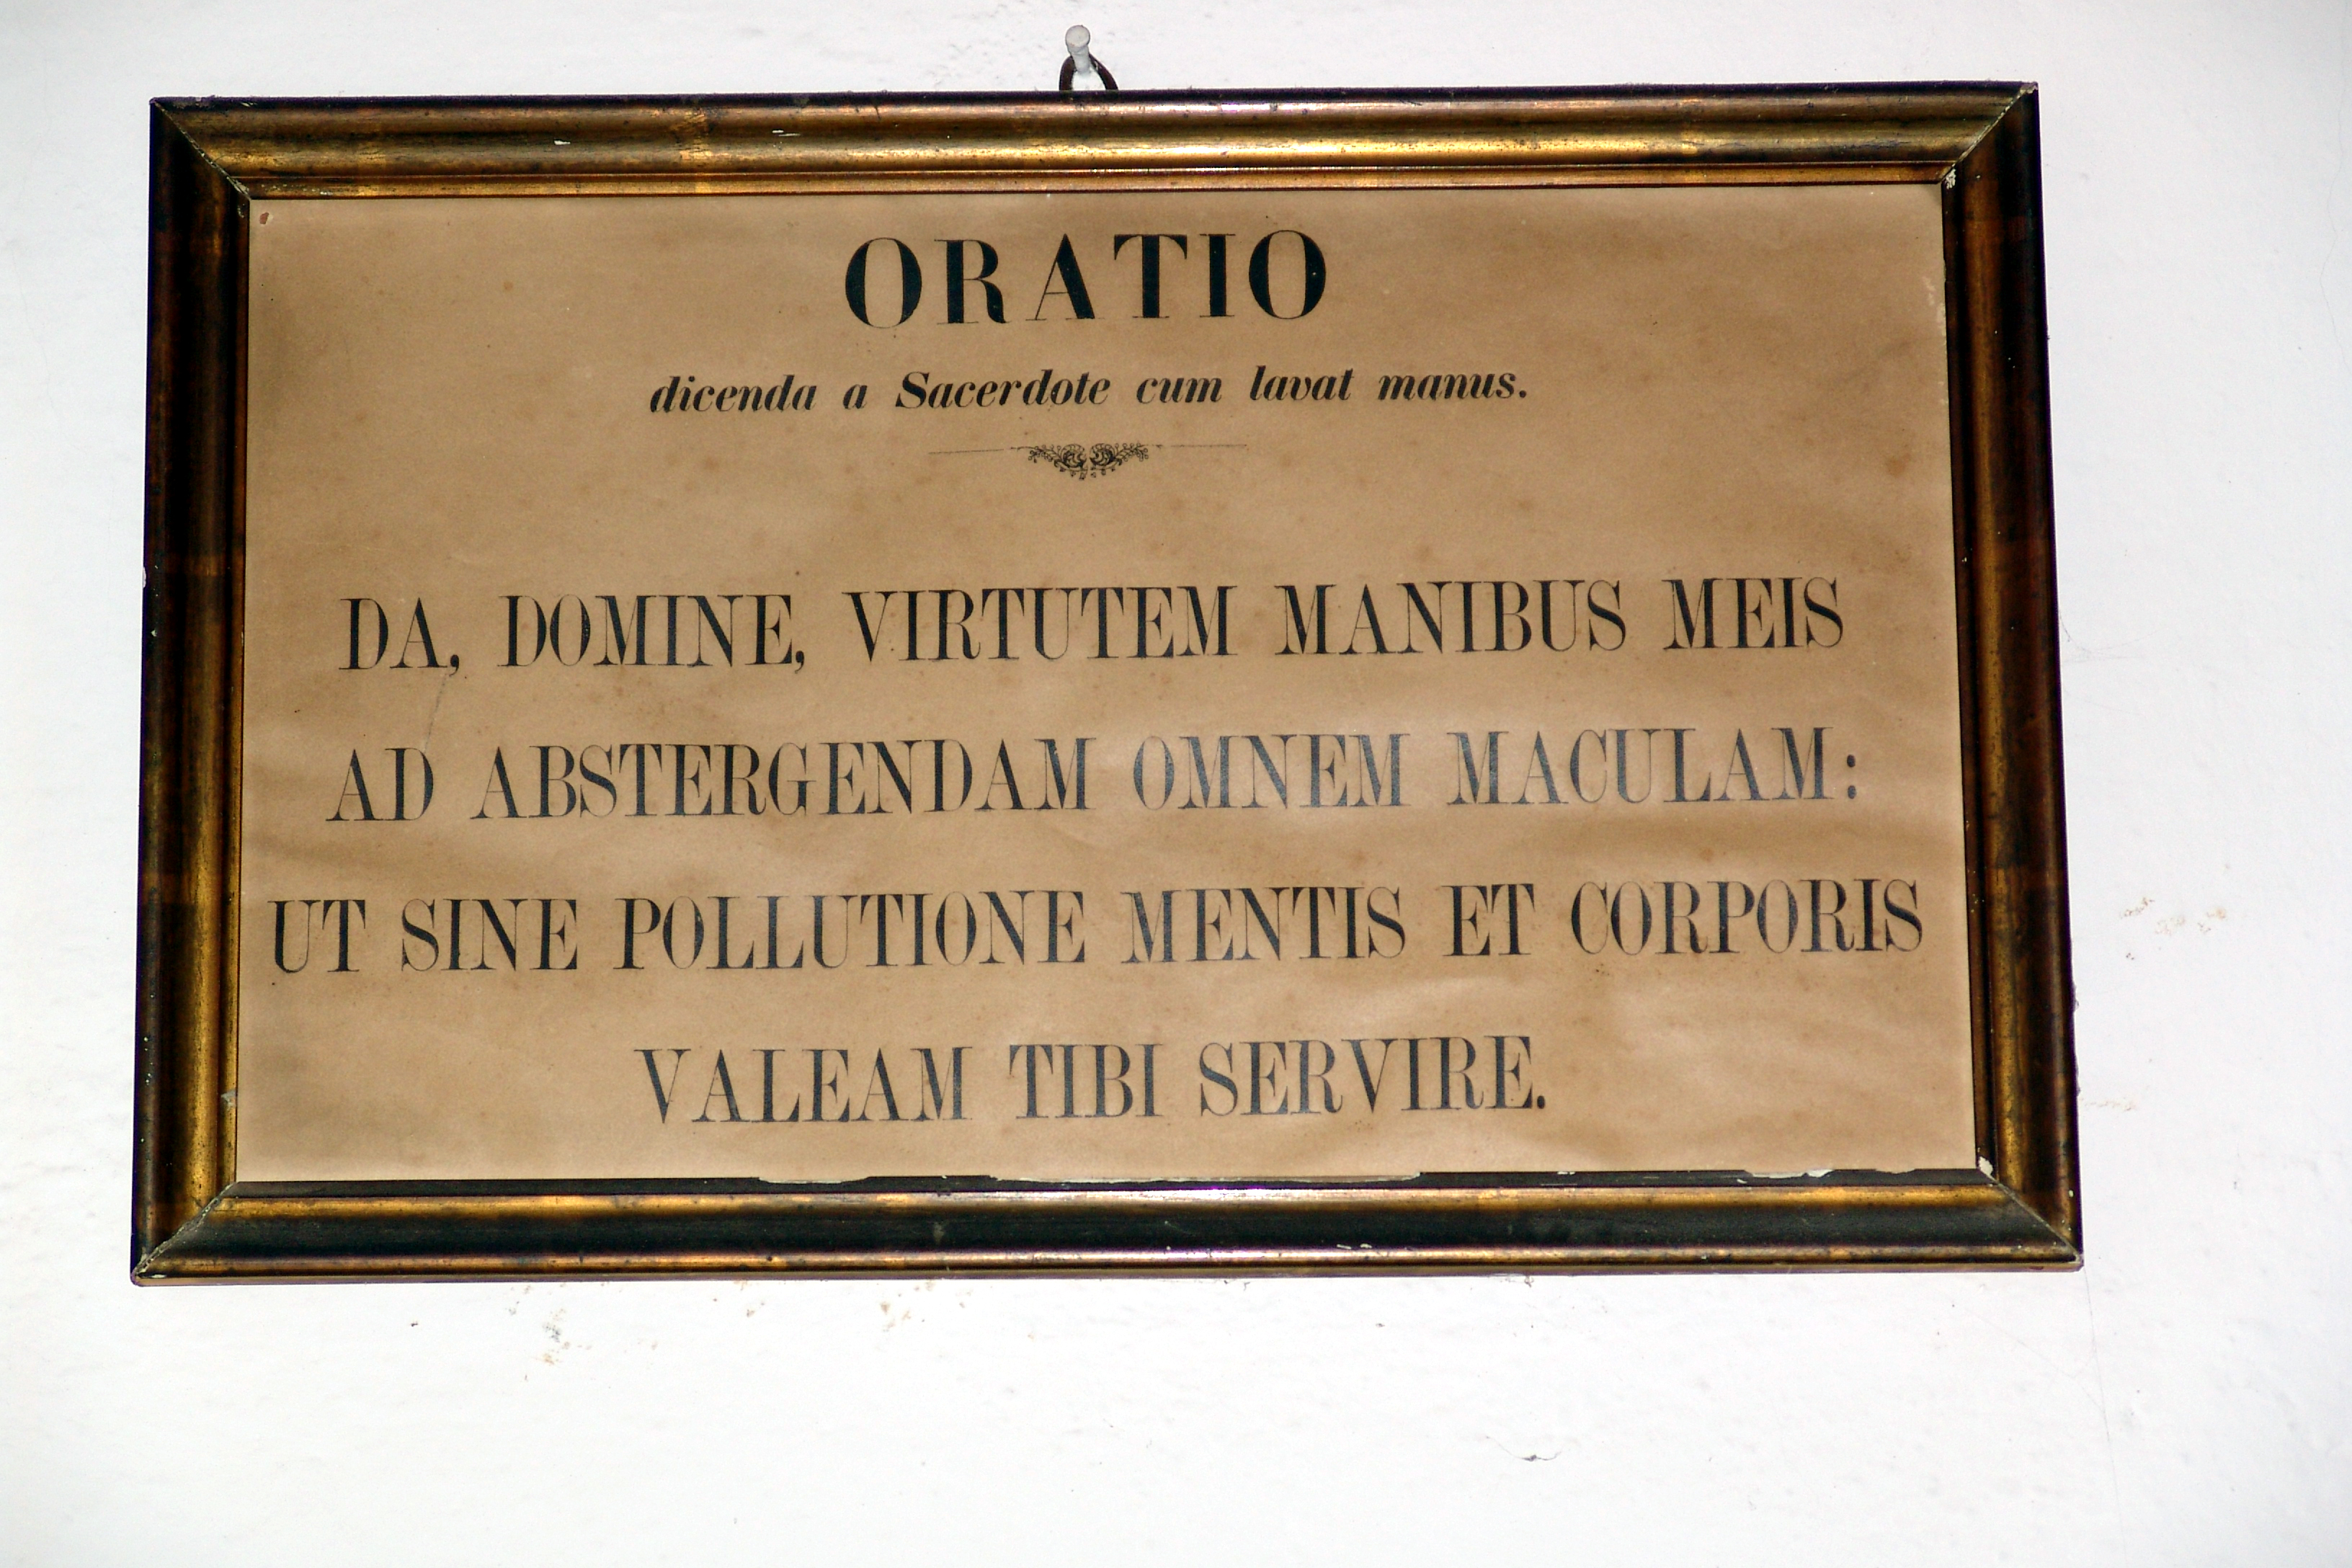 ORATIO
dicenda a Sacerdote cum lavat manus.
DA, DOMINE, VIRTUTEM MANIBUS MEIS
AD ABSTERGENDAM OMNEM MACULAM:
UT SINE POLLUTIONE MENTIS ET CORPORIS
VALEAM TIBI SERVIRE.